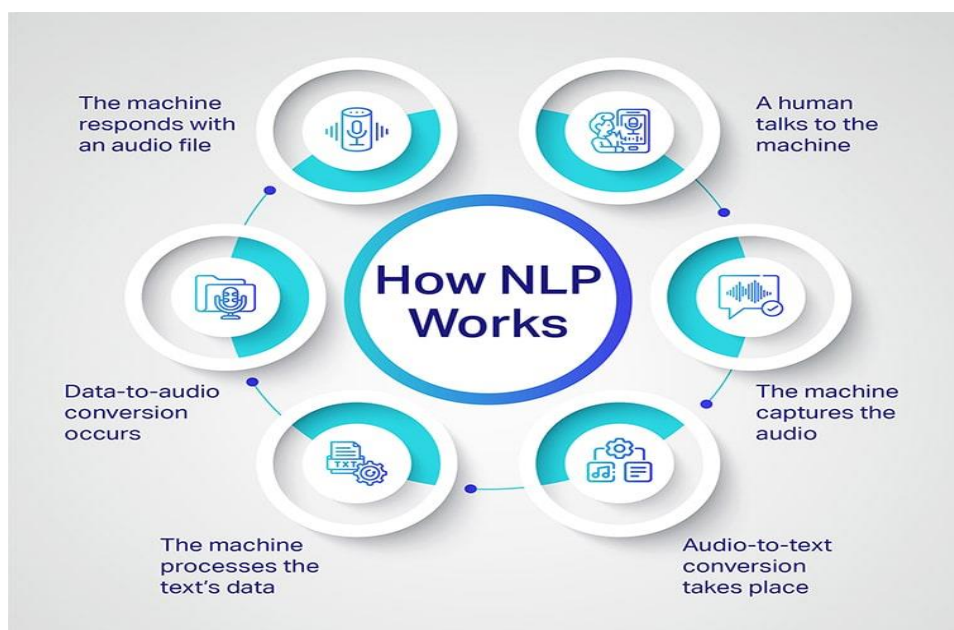 How NLP
Works
A human
talks to the
machine
The machine
captures the
audio
Audio-to-text
conversion
takes place
The machine
processes the
text's data
TXT
Data-to-audio
conversion
occurs
The machine
responds with
an audio file